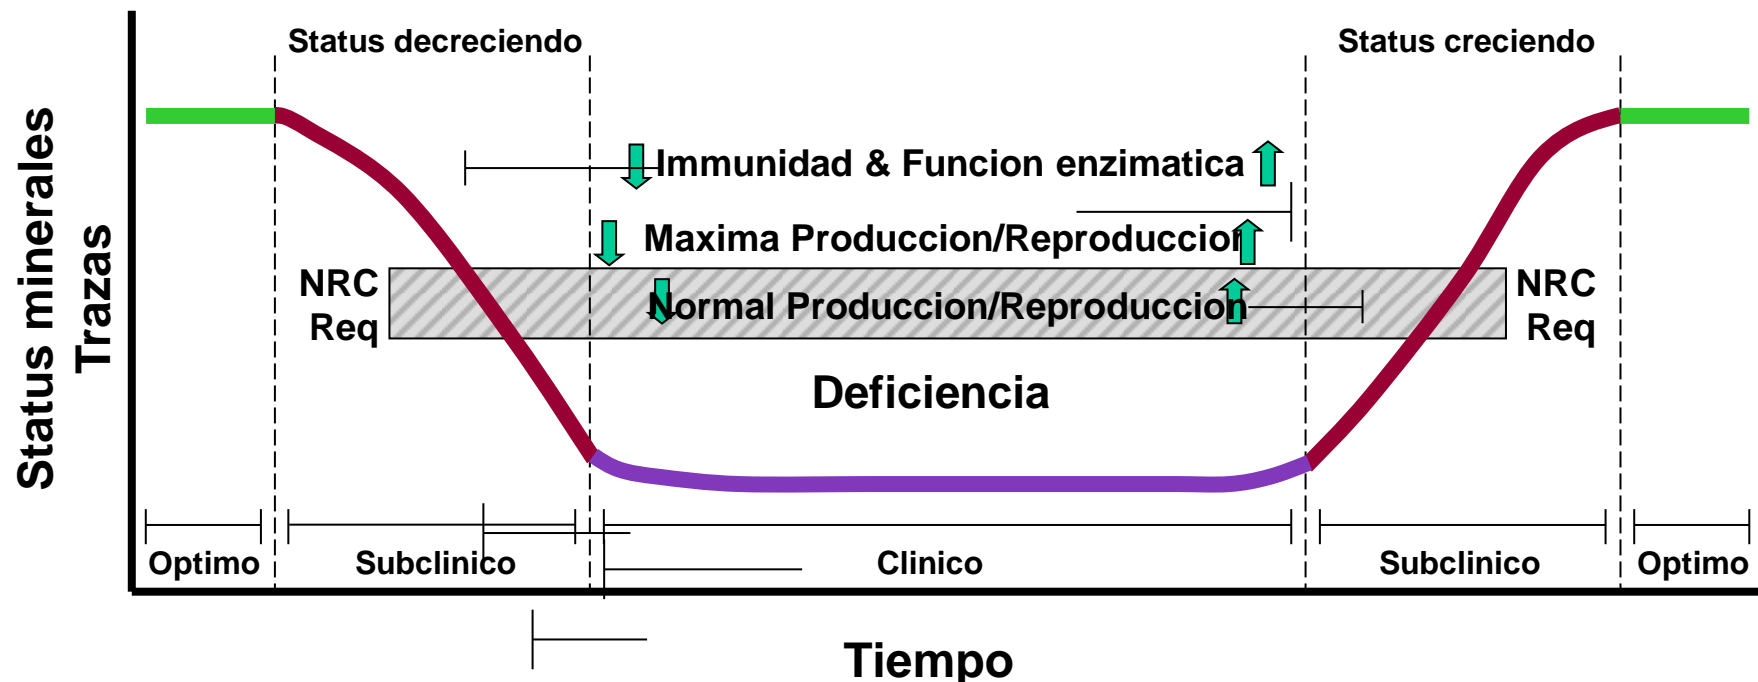 Status decreciendo
Status creciendo
Status minerales
Trazas
Immunidad & Funcion enzimatica
Maxima Produccion/Reproduccion
NRC
Req
Normal Produccion/Reproduccion
NRC
Req
Deficiencia
Optimo
Subclinico
Clinico
Subclinico
Optimo
Tiempo